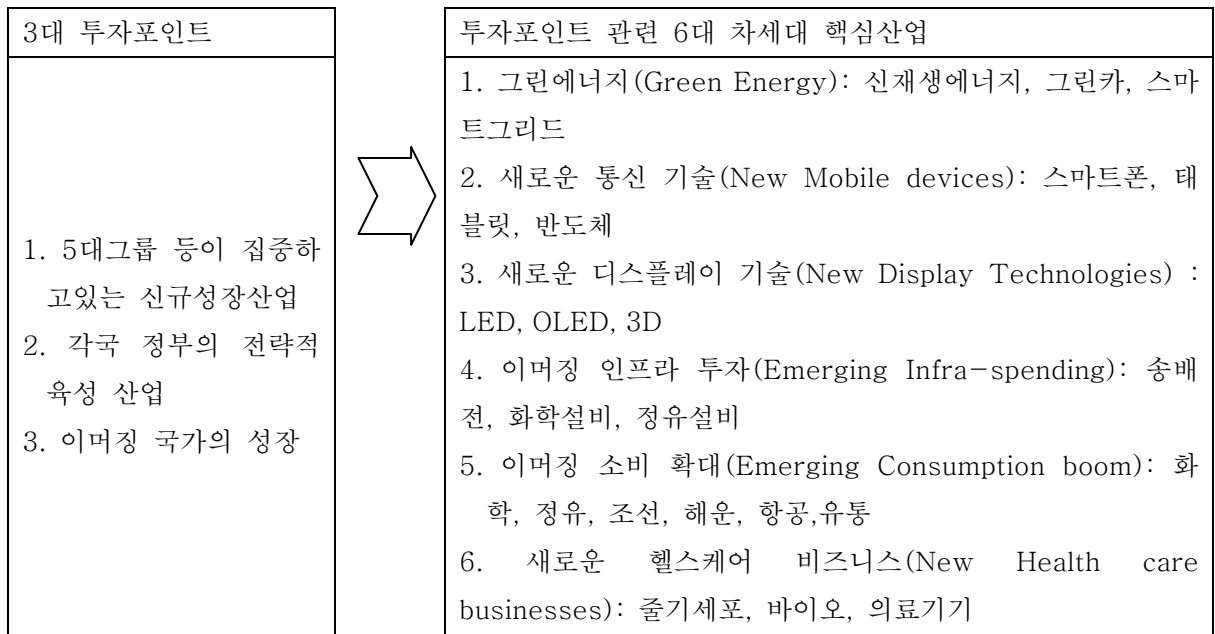 3대 투자포인트
1. 5대그룹 등이 집중하
고있는 신규성장산업
2. 각국 정부의 전략적
육성 산업
3. 이머징 국가의 성장
투자포인트 관련 6대 차세대 핵심산업
1. 그린에너지(Green Energy): 신재생에너지, 그린카, 스마
트그리드
2. 새로운 통신 기술(New Mobile devices): 스마트폰, 태
블릿, 반도체
3. 새로운 디스플레이 기술(New Display Technologies) :
LED, OLED, 3D
4. 이머징 인프라 투자(Emerging Infra-spending): 송배
전, 화학설비, 정유설비
5. 이머징 소비 확대(Emerging Consumption boom): 화
학, 정유, 조선, 해운, 항공,유통
6. 새로운 헬스케어 비즈니스(New Health care
businesses): 줄기세포, 바이오, 의료기기